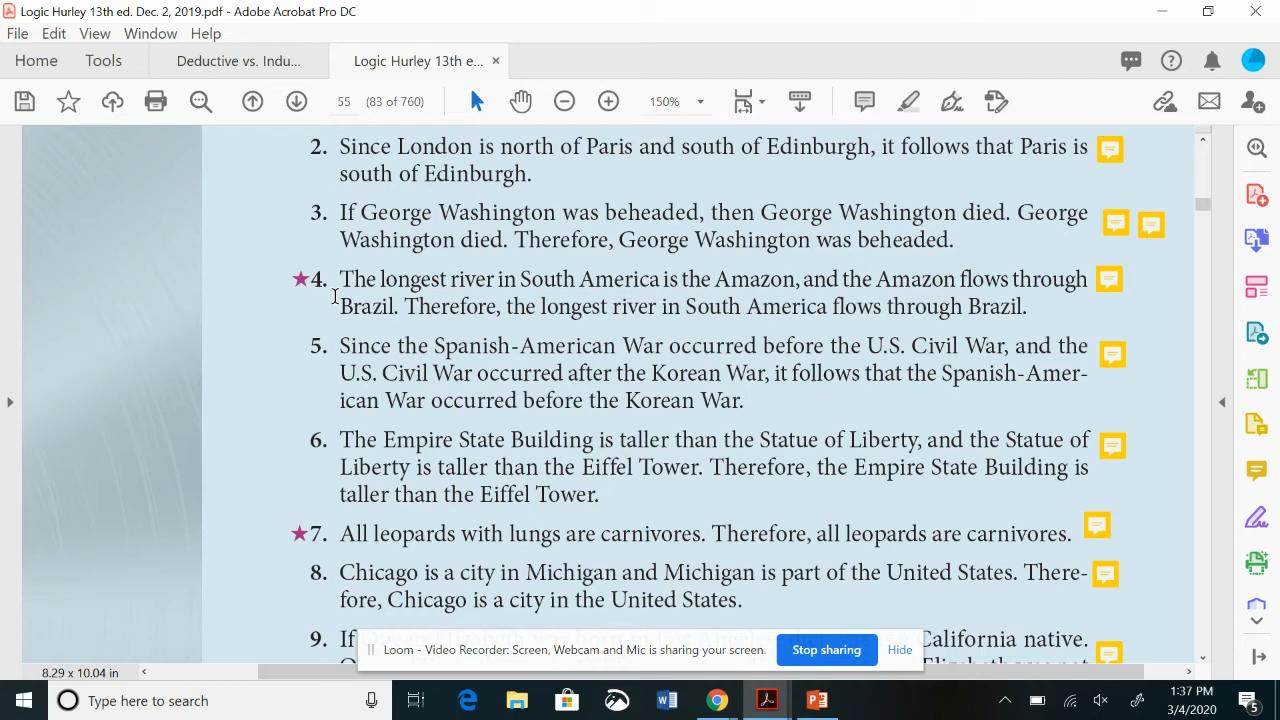 Logic Hurley 13th ed. Dec. 2, 2019.pdf - Adobe Acrobat Pro DC
File Edit View Window Help
Home Tools Deductive vs. Indu... Logic Hurley 13th e... ×
55 (83 of 760) 150%
2. Since London is north of Paris and south of Edinburgh, it follows that Paris is
south of Edinburgh.
3. If George Washington was beheaded, then George Washington died. George
Washington died. Therefore, George Washington was beheaded.
★4. The longest river in South America is the Amazon, and the Amazon flows through
Brazil. Therefore, the longest river in South America flows through Brazil.
5. Since the Spanish-American War occurred before the U.S. Civil War, and the
U.S. Civil War occurred after the Korean War, it follows that the Spanish-Amer-
ican War occurred before the Korean War.
6. The Empire State Building is taller than the Statue of Liberty, and the Statue of
Liberty is taller than the Eiffel Tower. Therefore, the Empire State Building is
taller than the Eiffel Tower.
★7. All leopards with lungs are carnivores. Therefore, all leopards are carnivores.
8. Chicago is a city in Michigan and Michigan is part of the United States. There-
fore, Chicago is a city in the United States.
9. If California native.
Loom - Video Recorder: Screen, Webcam and Mic is sharing your screen. Stop sharing Hide
8.29 x 10.04 in
Type here to search
1:37 PM
3/4/2020
5